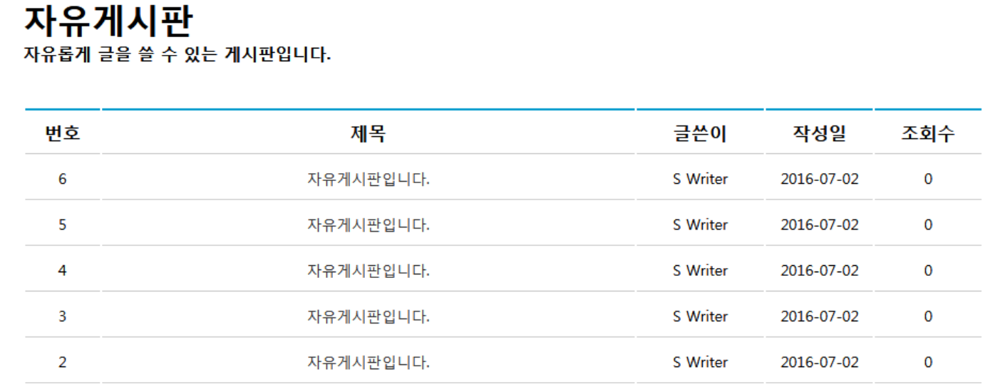 자유게시판
자유롭게 글을 쓸 수 있는 게시판입니다.
번호 제목 글쓴이 작성일 조회수
6 자유게시판입니다. S Writer 2016-07-02 0
5 자유게시판입니다. S Writer 2016-07-02 0
4 자유게시판입니다. S Writer 2016-07-02 0
3 자유게시판입니다. S Writer 2016-07-02 0
2 자유게시판입니다. S Writer 2016-07-02 0